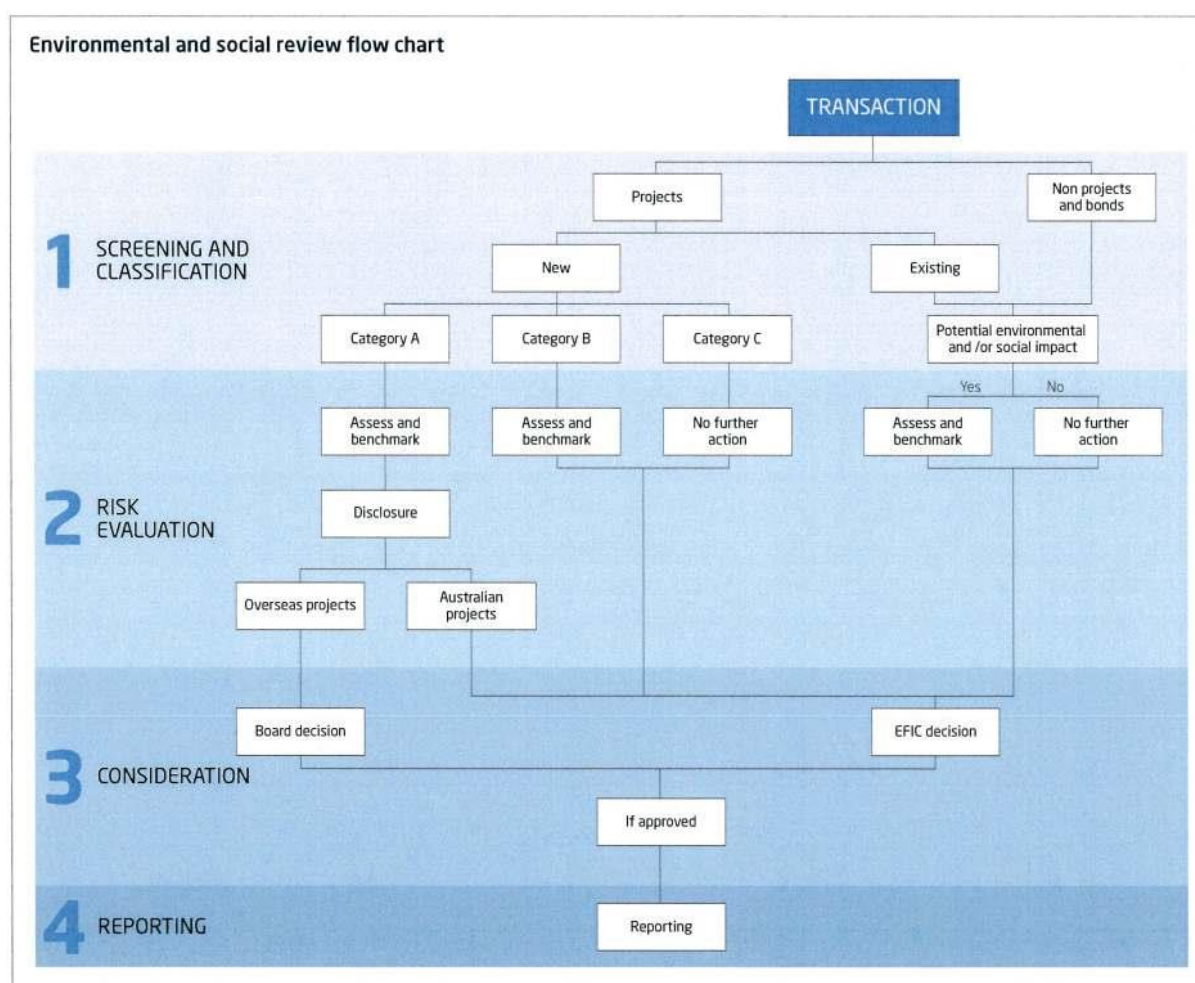 Environmental and social review flow chart
TRANSACTION
Projects
Non projects
and bonds
1
SCREENING AND
CLASSIFICATION
New
Existing
Category A
Category B
Category C
Potential environmental
and /or social impact
Yes
No
Assess and
benchmark
Assess and
benchmark
No further
action
Assess and
benchmark
No further
action
2
RISK
EVALUATION
Disclosure
Overseas projects
Australian
projects
Board decision
EFIC decision
3
CONSIDERATION
If approved
4
REPORTING
Reporting